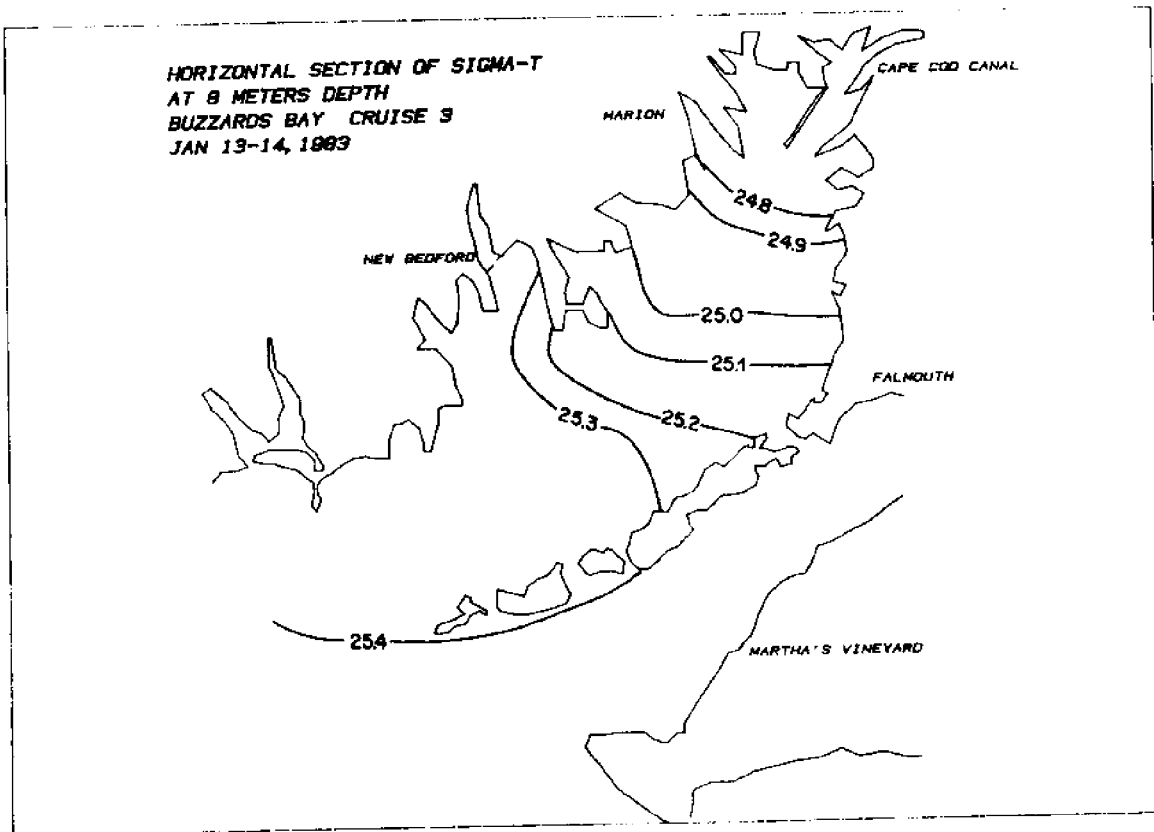 HORIZONTAL SECTION OF SIGMA-T
AT 8 METERS DEPTH
BUZZARDS BAY CRUISE 3
JAN 13-14, 1983
CAPE COD CANAL
MARION
24.8
24.9
NEW BEDFORD
25.0
25.1
FALMOUTH
25.3
25.2
25.4
MARTHA'S VINEYARD